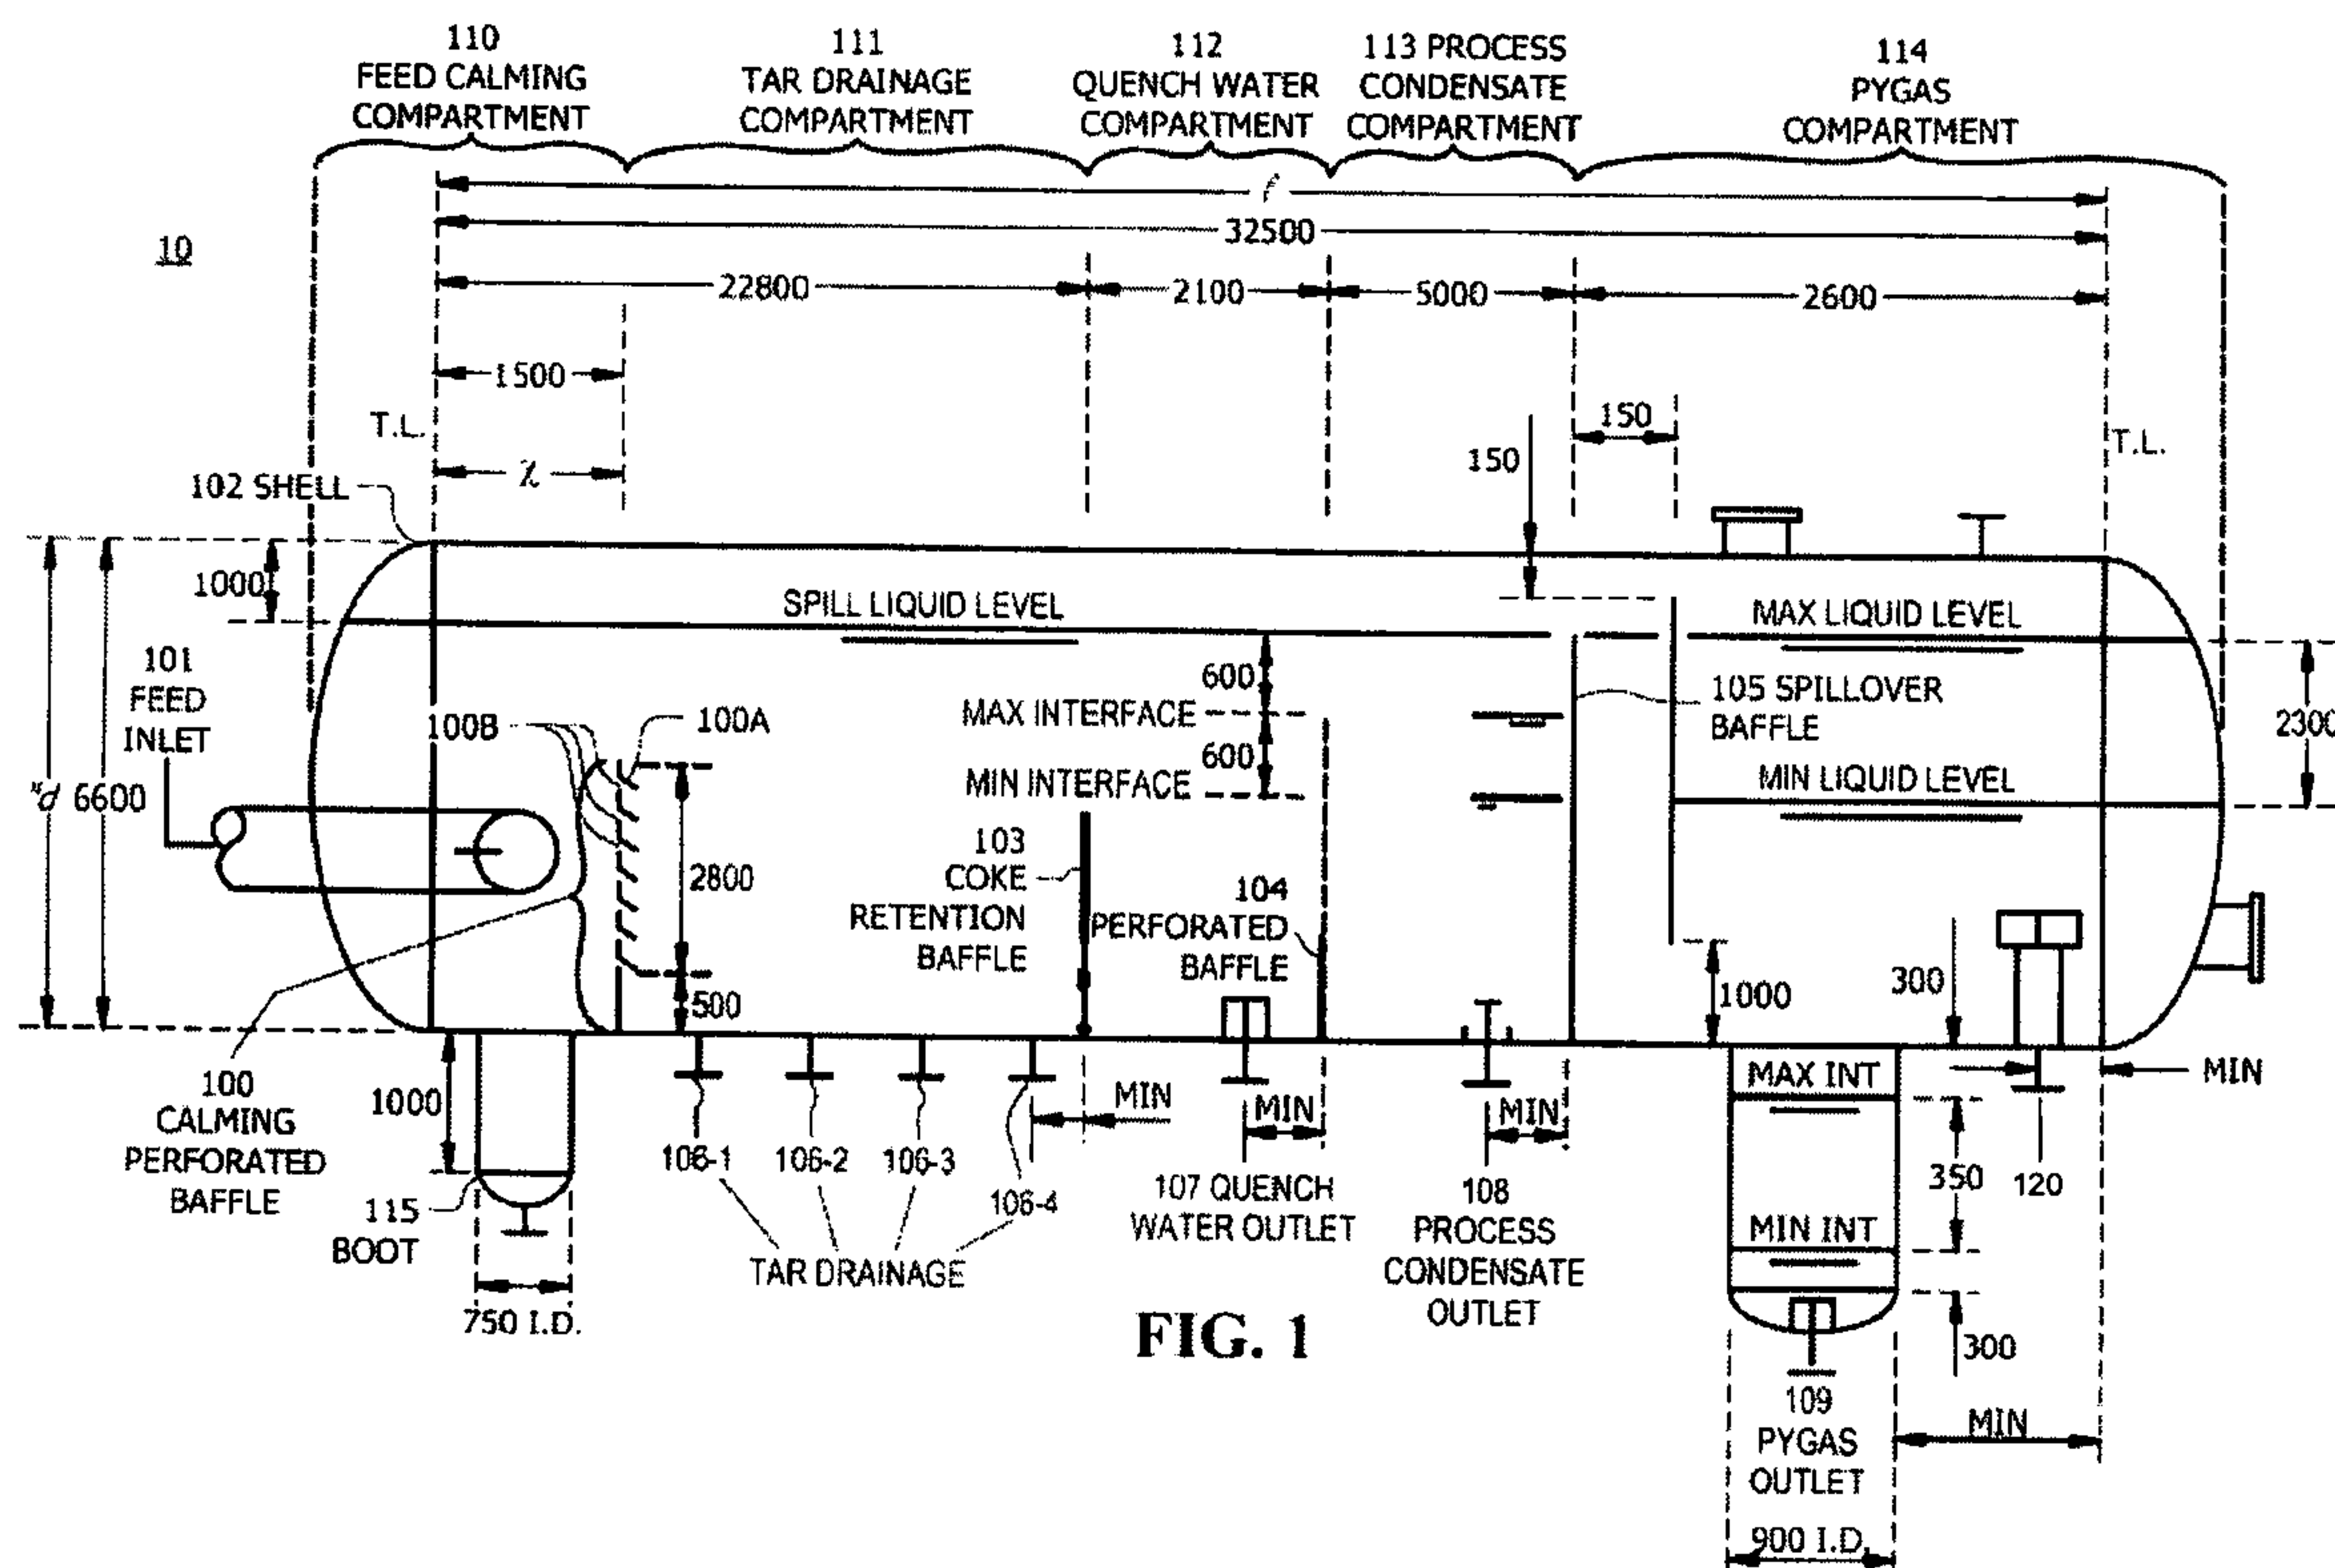 110
FEED CALMING
COMPARTMENT
111
TAR DRAINAGE
COMPARTMENT
112
QUENCH WATER
COMPARTMENT
113 PROCESS
CONDENSATE
COMPARTMENT
114
PYGAS
COMPARTMENT
10
32500
22800
2100
5000
2600
1500
T.L.
150
150
T.L.
102 SHELL
1000
SPILL LIQUID LEVEL
MAX LIQUID LEVEL
101
FEED
INLET
600
MAX INTERFACE
600
MIN INTERFACE
105 SPILLOVER
BAFFLE
2300
100B
100A
MIN LIQUID LEVEL
6600
103
COKE
RETENTION
BAFFLE
2800
104
PERFORATED
BAFFLE
500
1000
300
100
CALMING
PERFORATED
BAFFLE
1000
MIN
MIN
MIN
MAX INT
MIN
106-1
106-2
106-3
106-4
TAR DRAINAGE
115
BOOT
750 I.D.
107 QUENCH
WATER OUTLET
108
PROCESS
CONDENSATE
OUTLET
350
120
MIN INT
300
FIG. 1
109
PYGAS
OUTLET
MIN
900 I.D.